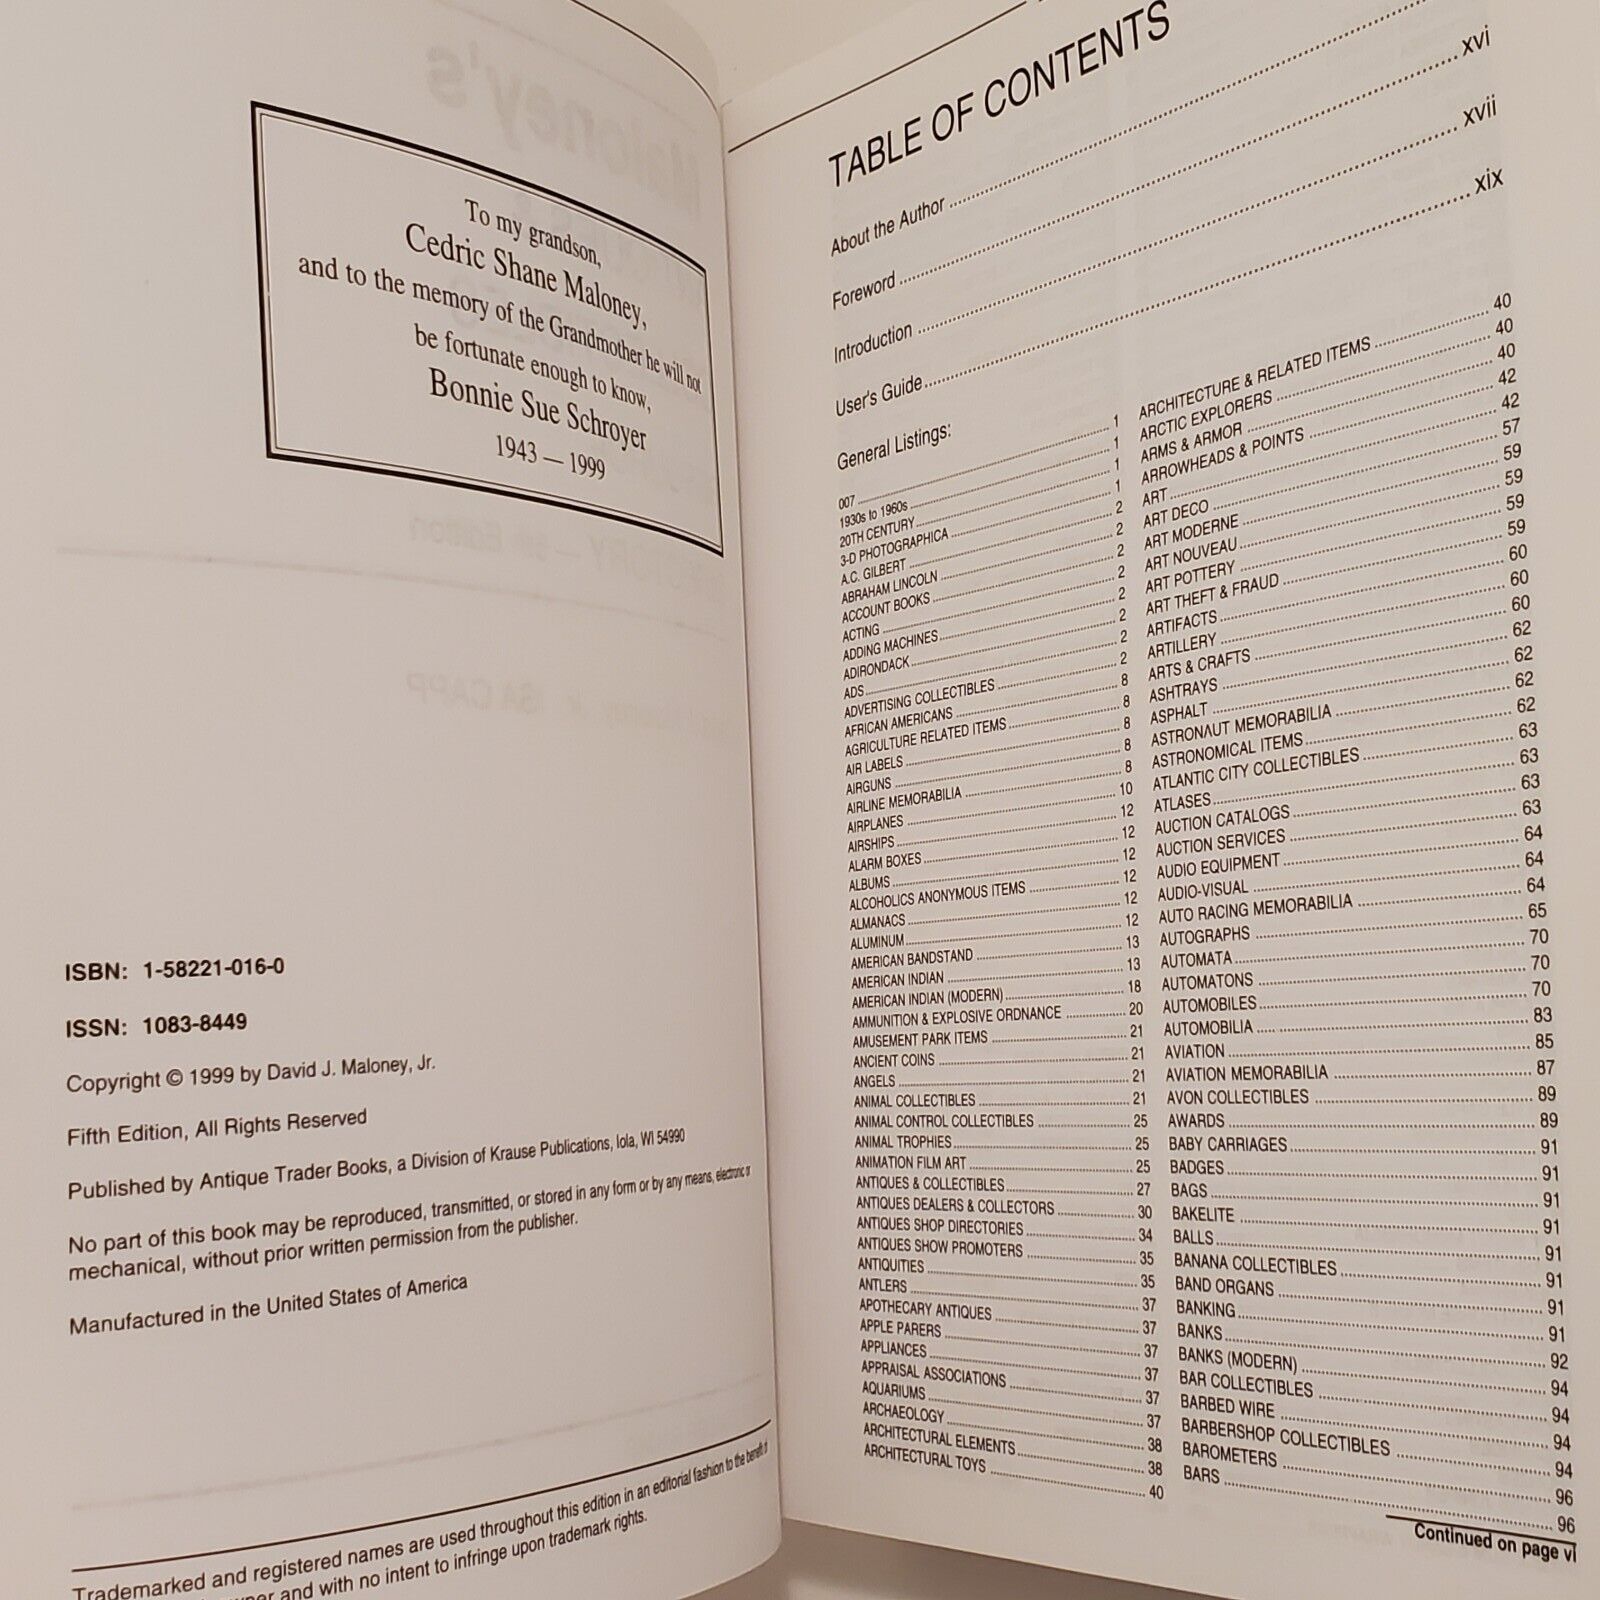 To my grandson,
Cedric Shane Maloney,
and to the memory of the Grandmother he will not
be fortunate enough to know,
Bonnie Sue Schroyer
1943 — 1999
ISBN: 1-58221-016-0
ISSN: 1083-8449
Copyright © 1999 by David J. Maloney, Jr.
Fifth Edition, All Rights Reserved
Published by Antique Trader Books, a Division of Krause Publications, Iola, WI 54990
No part of this book may be reproduced, transmitted, or stored in any form or by any means, electronic or
mechanical, without prior written permission from the publisher.
Manufactured in the United States of America
Trademarked and registered names are used throughout this edition in an editorial fashion to the benefit of
owner and with no intent to infringe upon trademark rights.
TABLE OF CONTENTS
About the Author
Foreword ........ xvi
Introduction ........ xvii
User's Guide ........ xix
General Listings:
007 ........ 1
1930s to 1960s ........ 1
20TH CENTURY ........ 1
3-D PHOTOGRAPHICA ........ 1
A.C. GILBERT ........ 2
ABRAHAM LINCOLN ........ 2
ACCOUNT BOOKS ........ 2
ACTING ........ 2
ADDING MACHINES ........ 2
ADIRONDACK ........ 2
ADS ........ 2
ADVERTISING COLLECTIBLES ........ 2
AFRICAN AMERICANS ........ 8
AGRICULTURE RELATED ITEMS ........ 8
AIR LABELS ........ 8
AIRGUNS ........ 8
AIRLINE MEMORABILIA ........ 8
AIRPLANES ........ 10
AIRSHIPS ........ 12
ALARM BOXES ........ 12
ALBUMS ........ 12
ALCOHOLICS ANONYMOUS ITEMS ........ 12
ALMANACS ........ 12
ALUMINUM ........ 12
AMERICAN BANDSTAND ........ 13
AMERICAN INDIAN ........ 13
AMERICAN INDIAN (MODERN) ........ 18
AMMUNITION & EXPLOSIVE ORDNANCE ........ 20
AMUSEMENT PARK ITEMS ........ 21
ANCIENT COINS ........ 21
ANGELS ........ 21
ANIMAL COLLECTIBLES ........ 21
ANIMAL CONTROL COLLECTIBLES ........ 25
ANIMAL TROPHIES ........ 25
ANIMATION FILM ART ........ 25
ANTIQUES & COLLECTIBLES ........ 27
ANTIQUES DEALERS & COLLECTORS ........ 30
ANTIQUES SHOP DIRECTORIES ........ 34
ANTIQUES SHOW PROMOTERS ........ 35
ANTIQUITIES ........ 35
ANTLERS ........ 37
APOTHECARY ANTIQUES ........ 37
APPLE PARERS ........ 37
APPLIANCES ........ 37
APPRAISAL ASSOCIATIONS ........ 37
AQUARIUMS ........ 37
ARCHAEOLOGY ........ 38
ARCHITECTURAL ELEMENTS ........ 38
ARCHITECTURAL TOYS ........ 40
ARCHITECTURE & RELATED ITEMS ........ 40
ARCTIC EXPLORERS ........ 40
ARMS & ARMOR ........ 40
ARROWHEADS & POINTS ........ 42
ART ........ 42
ART DECO ........ 57
ART MODERNE ........ 59
ART NOUVEAU ........ 59
ART POTTERY ........ 59
ART THEFT & FRAUD ........ 59
ARTIFACTS ........ 60
ARTILLERY ........ 60
ARTS & CRAFTS ........ 60
ASHTRAYS ........ 62
ASPHALT ........ 62
ASTRONAUT MEMORABILIA ........ 62
ASTRONOMICAL ITEMS ........ 62
ATLANTIC CITY COLLECTIBLES ........ 63
ATLASES ........ 63
AUCTION CATALOGS ........ 63
AUCTION SERVICES ........ 63
AUDIO EQUIPMENT ........ 64
AUDIO-VISUAL ........ 64
AUTO RACING MEMORABILIA ........ 64
AUTOGRAPHS ........ 65
AUTOMATA ........ 70
AUTOMATONS ........ 70
AUTOMOBILES ........ 70
AUTOMOBILIA ........ 83
AVIATION ........ 85
AVIATION MEMORABILIA ........ 87
AVON COLLECTIBLES ........ 89
AWARDS ........ 89
BABY CARRIAGES ........ 91
BADGES ........ 91
BAGS ........ 91
BAKELITE ........ 91
BALLS ........ 91
BANANA COLLECTIBLES ........ 91
BAND ORGANS ........ 91
BANKING ........ 91
BANKS ........ 92
BANKS (MODERN) ........ 94
BAR COLLECTIBLES ........ 94
BARBED WIRE ........ 94
BARBERSHOP COLLECTIBLES ........ 94
BAROMETERS ........ 96
BARS ........ 96
Continued on page vi